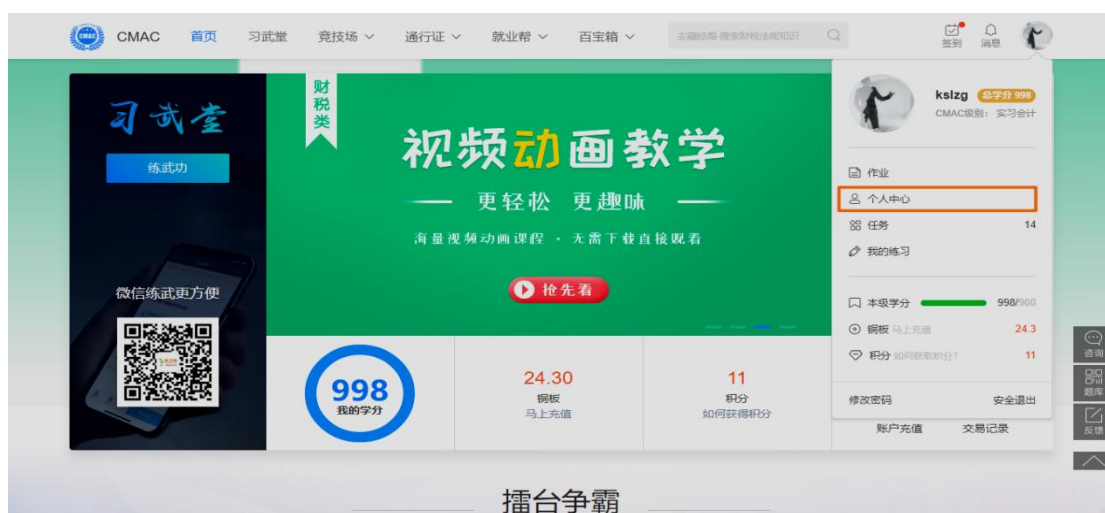 CMAC
首页
习武堂
竞技场
通行证
就业帮
百宝箱
去藏经阁-搜索财税法规知识
签到
消息
习武堂
练武功
微信练武更方便
财税类
视频动画教学
更轻松 更趣味
海量视频动画课程 · 无需下载直接观看
抢先看
998
我的学分
24.30
铜板
马上充值
11
积分
如何获得积分
kslzg 总学分 998
CMAC级别： 实习会计
作业
个人中心
任务 14
我的练习
本级学分 998/900
铜板 马上充值 24.3
积分 如何获取积分? 11
修改密码 安全退出
账户充值 交易记录
咨询
题库
反馈
擂台争霸